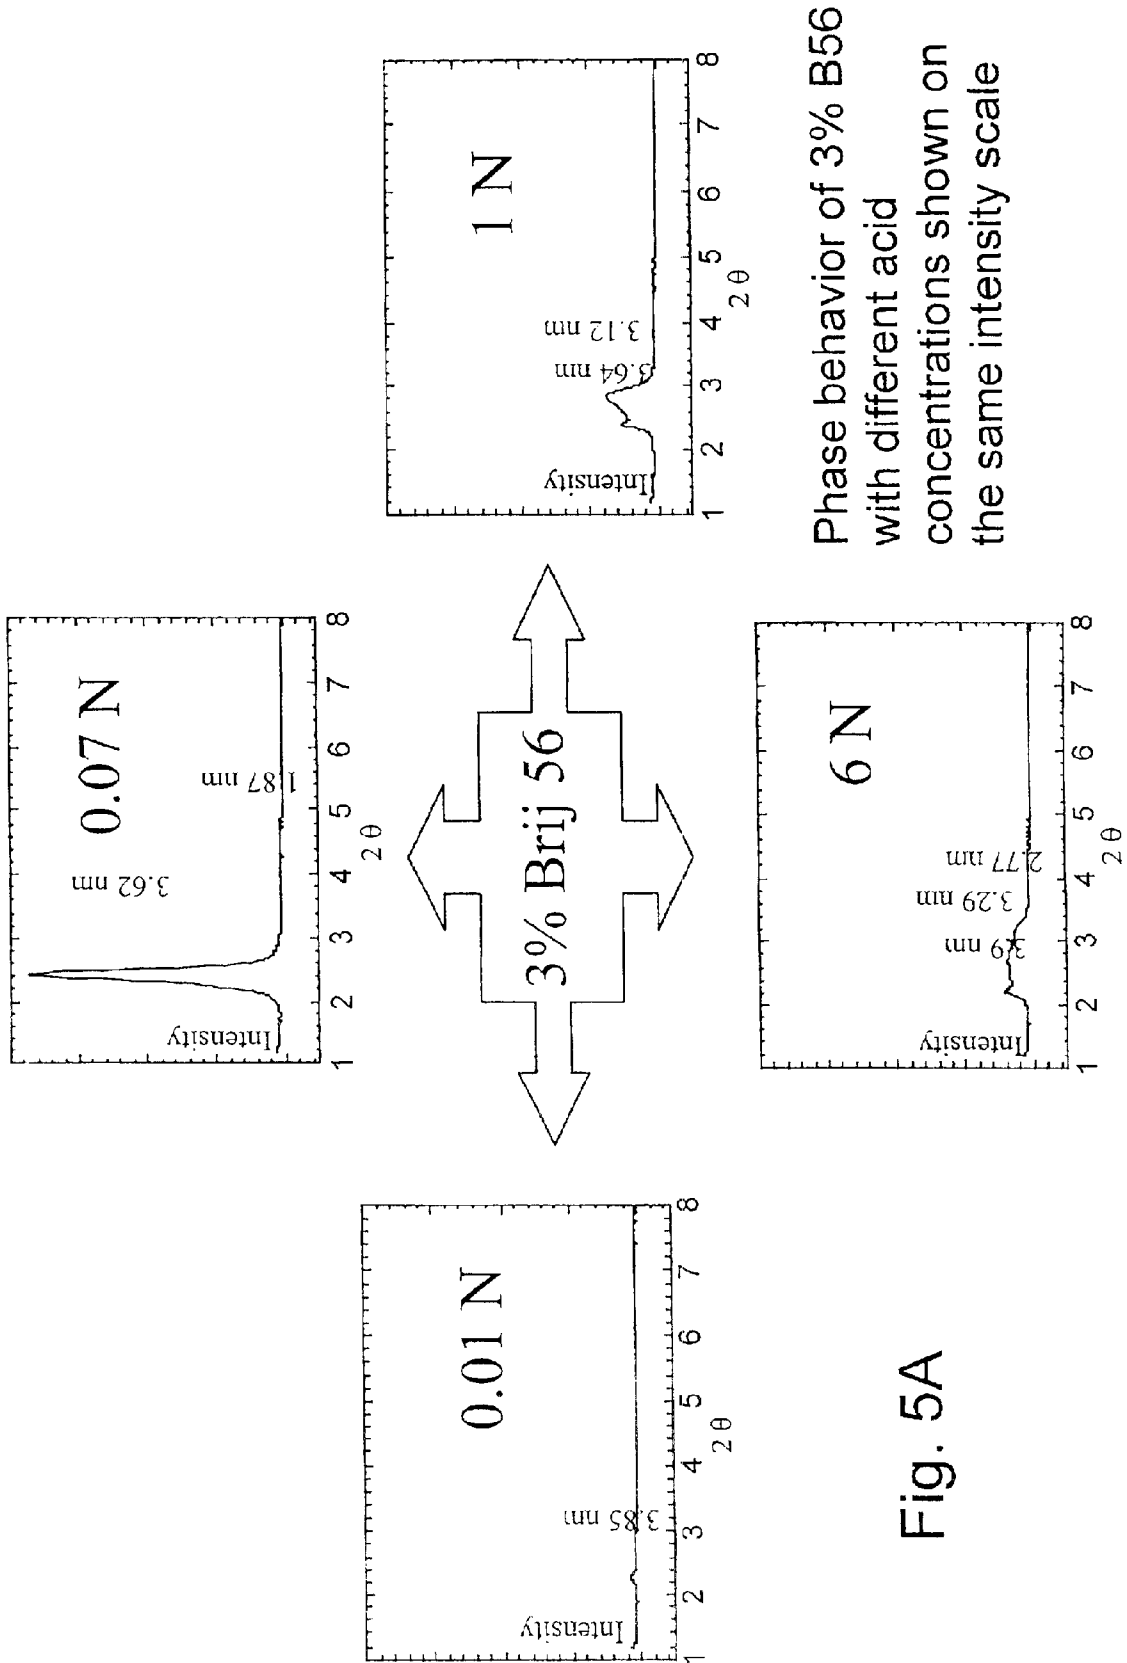 0.07 N
3.62 nm
1.87 nm
Intensity
1 2 3 4 5 6 7 8
2θ
0.01 N
3.85 nm
Intensity
1 2 3 4 5 6 7 8
2θ
3% Brij 56
1 N
3.64 nm
3.12 nm
Intensity
1 2 3 4 5 6 7 8
2θ
6 N
3.9 nm
3.29 nm
2.77 nm
Intensity
1 2 3 4 5 6 7 8
2θ
Phase behavior of 3% B56
with different acid
concentrations shown on
the same intensity scale
Fig. 5A